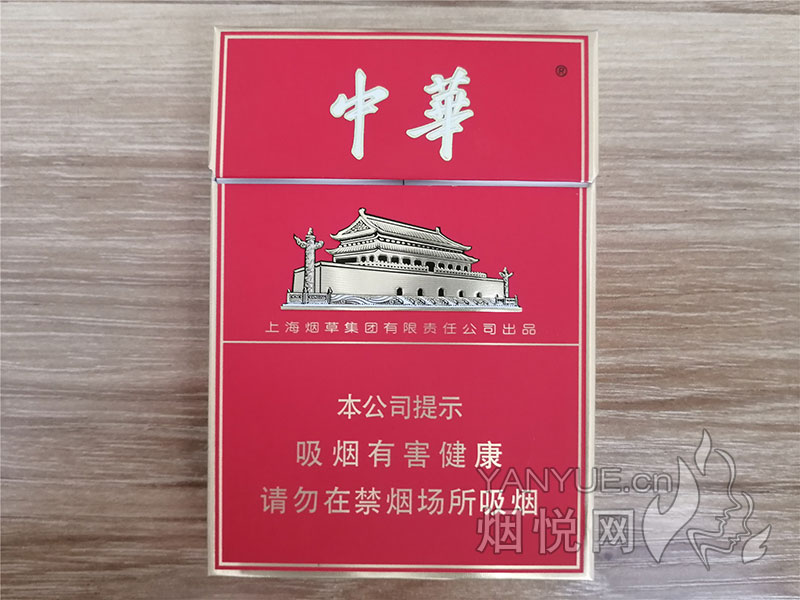 中華
®
上海烟草集团有限责任公司出品
本公司提示
吸烟有害健康
请勿在禁烟场所吸烟
YANYUE.cn
烟悦网